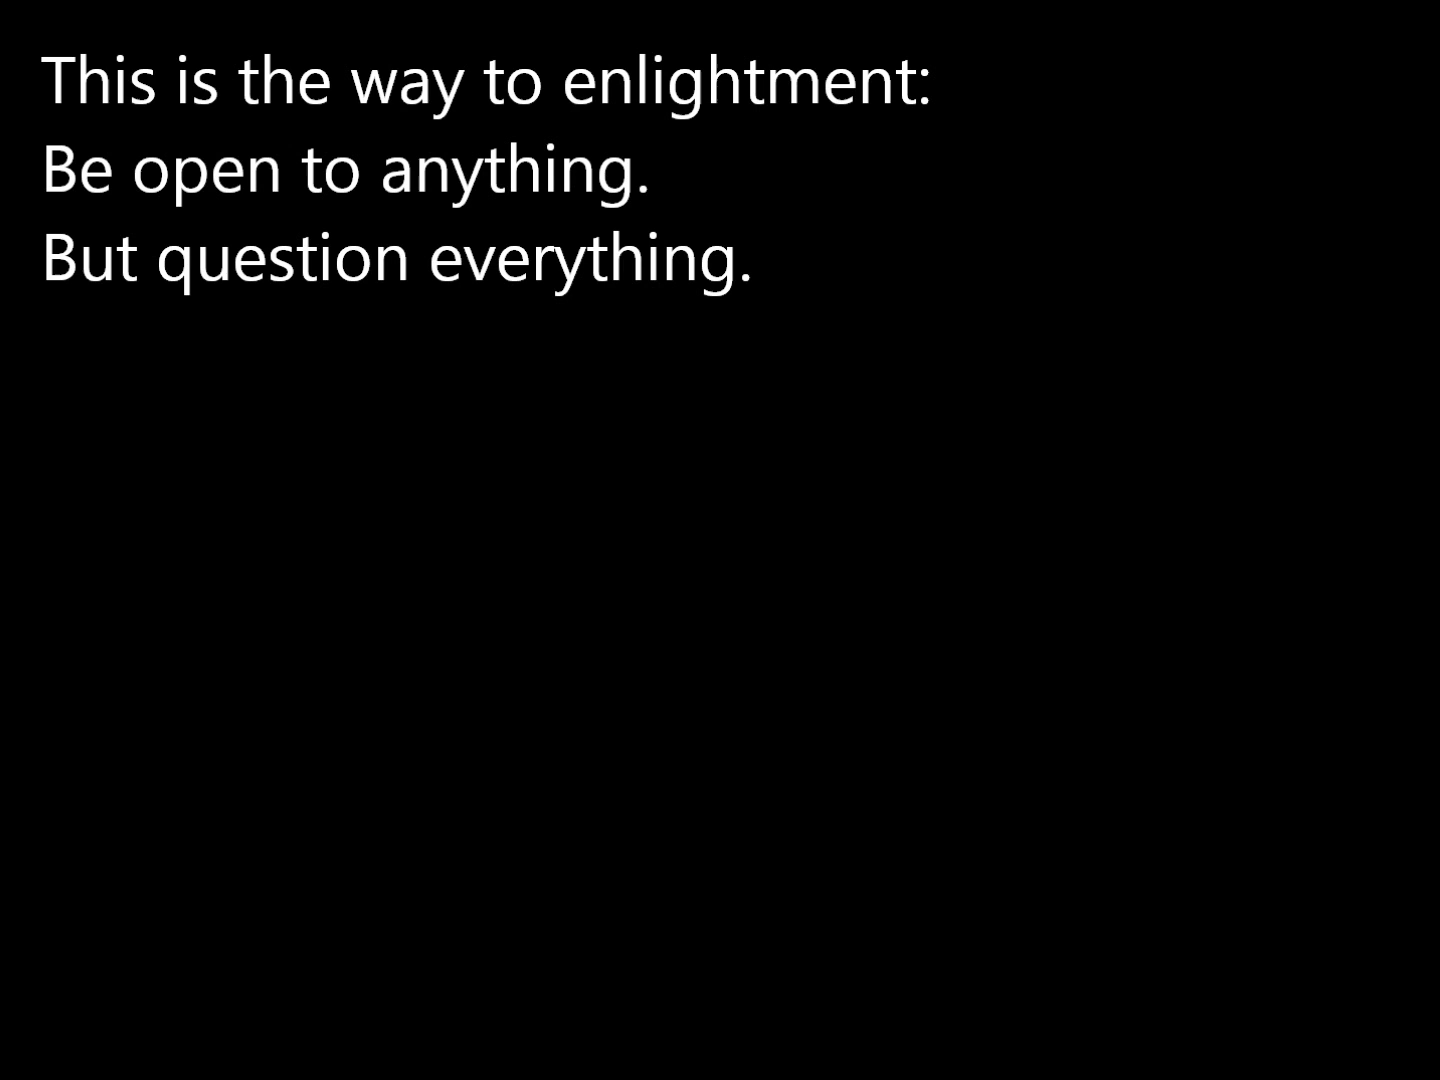 This is the way to enlightment:
Be open to anything.
But question everything.